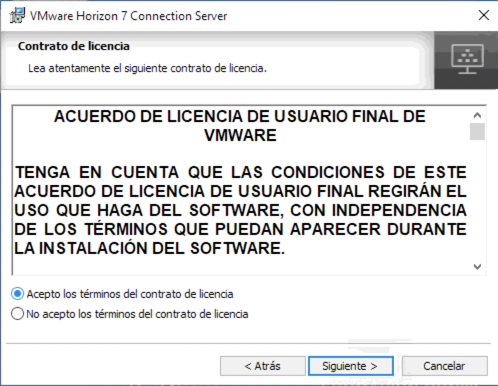 VMware Horizon 7 Connection Server
Contrato de licencia
Lea atentamente el siguiente contrato de licencia.
ACUERDO DE LICENCIA DE USUARIO FINAL DE
VMWARE
TENGA EN CUENTA QUE LAS CONDICIONES DE ESTE
ACUERDO DE LICENCIA DE USUARIO FINAL REGIRÁN EL
USO QUE HAGA DEL SOFTWARE, CON INDEPENDENCIA
DE LOS TÉRMINOS QUE PUEDAN APARECER DURANTE
LA INSTALACIÓN DEL SOFTWARE.
Acepto los términos del contrato de licencia
No acepto los términos del contrato de licencia
< Atrás
Siguiente >
Cancelar